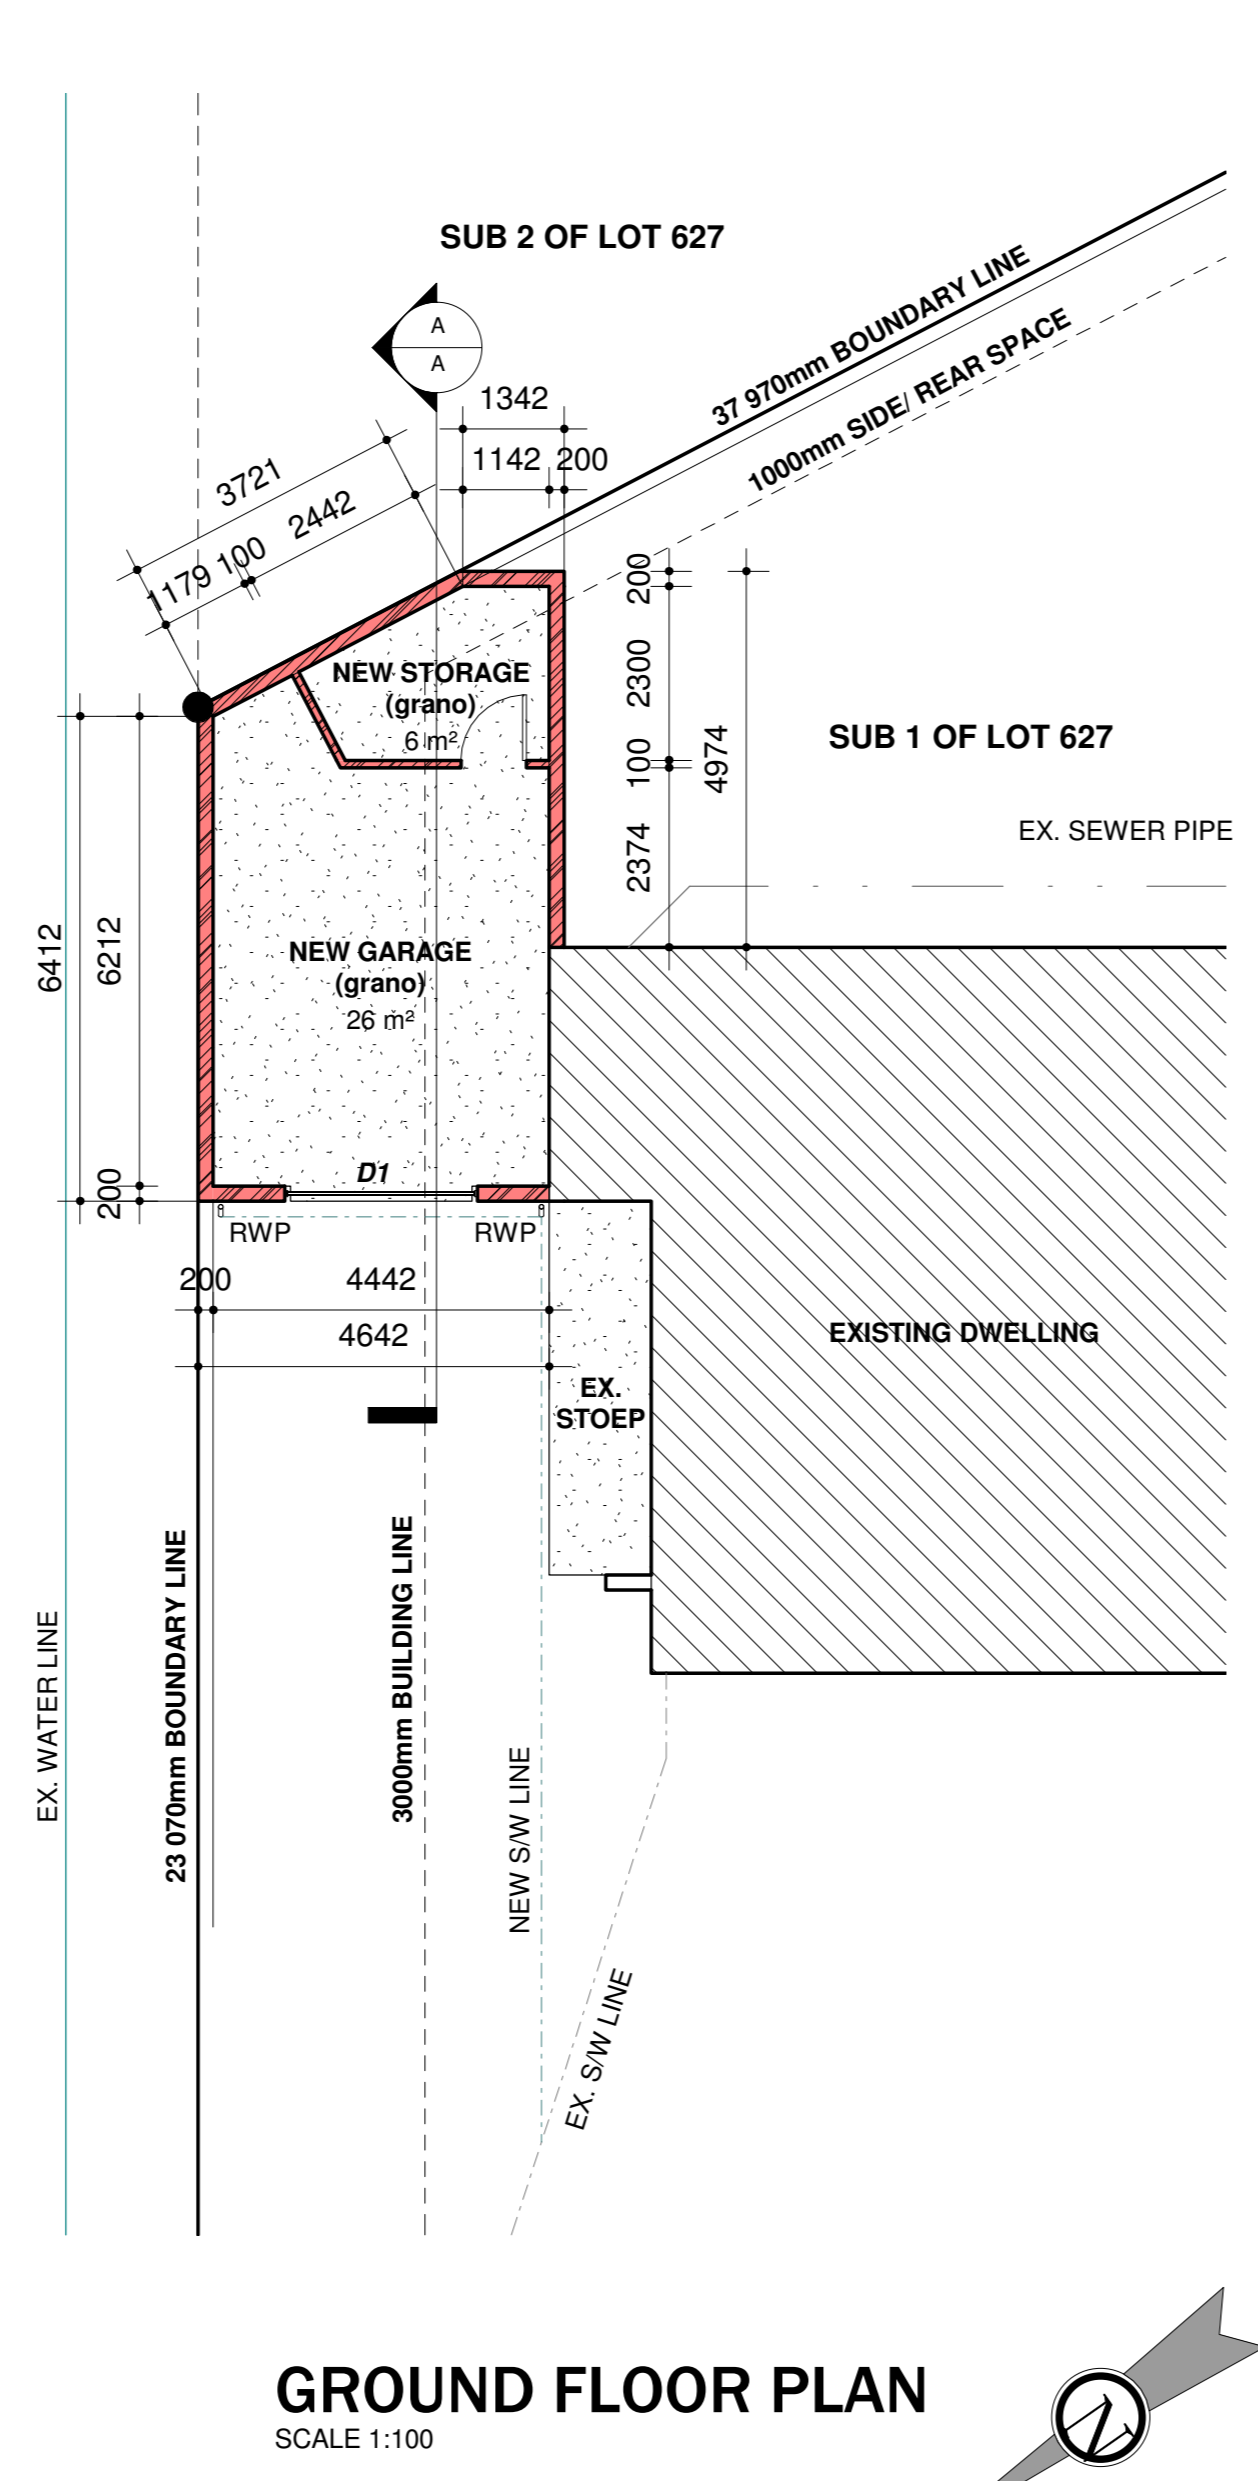 SUB 2 OF LOT 627
37 970mm BOUNDARY LINE
1000mm SIDE/ REAR SPACE
A
A
1342
1142 200
3721
2442
1179 100
200
2300
100
4974
2374
NEW STORAGE
(grano)
6 m²
SUB 1 OF LOT 627
EX. SEWER PIPE
NEW GARAGE
(grano)
26 m²
6412
6212
200
D1
RWP
RWP
200
4442
4642
EXISTING DWELLING
EX.
STOEP
EX. WATER LINE
23 070mm BOUNDARY LINE
3000mm BUILDING LINE
NEW S/W LINE
EX. S/W LINE
GROUND FLOOR PLAN
SCALE 1:100
N